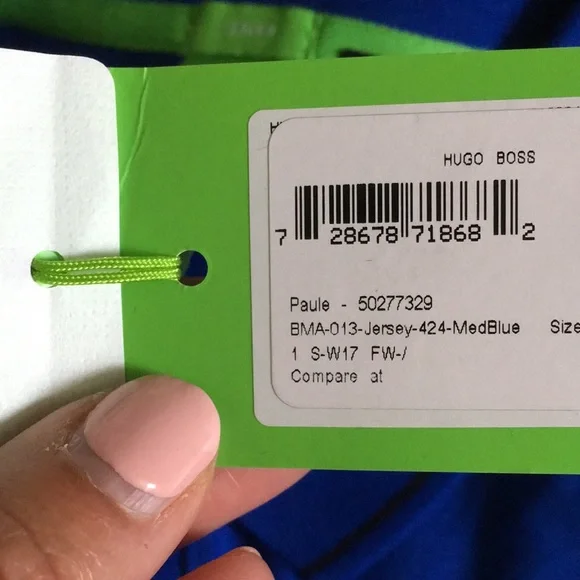 HUGO BOSS
7 28678 71868 2
Paule - 50277329
BMA-013-Jersey-424-MedBlue Size
1 S-W17 FW-/
Compare at